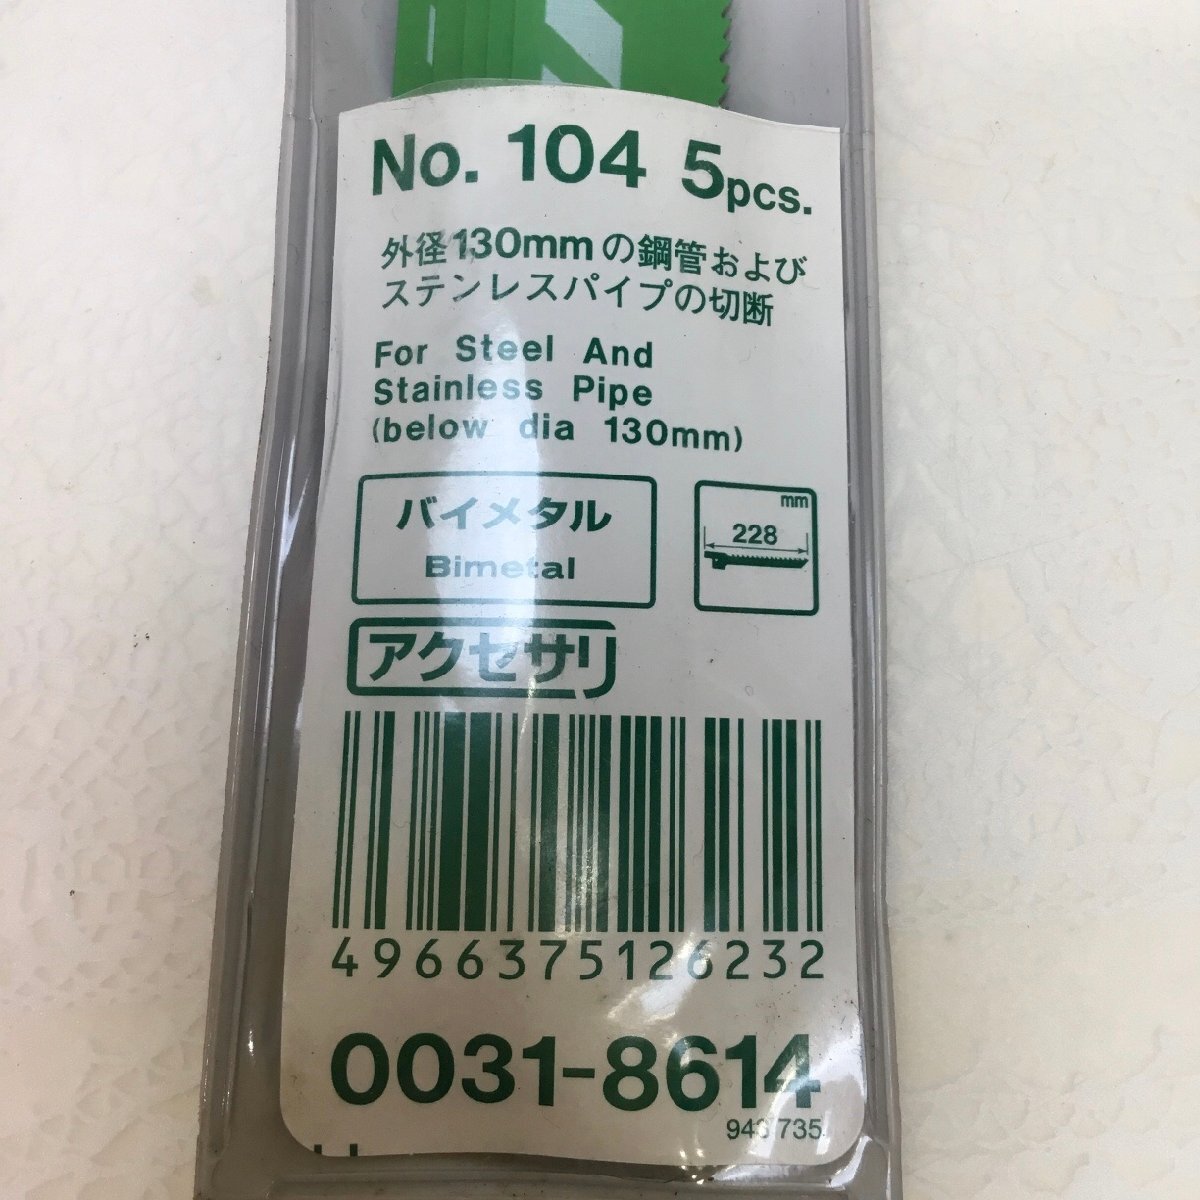 No. 104 5pcs.
外径130mmの鋼管および
ステンレスパイプの切断
For Steel And
Stainless Pipe
(below dia 130mm)
バイメタル
Bimetal
mm
228
アクセサリ
4966375126232
0031-8614
943735